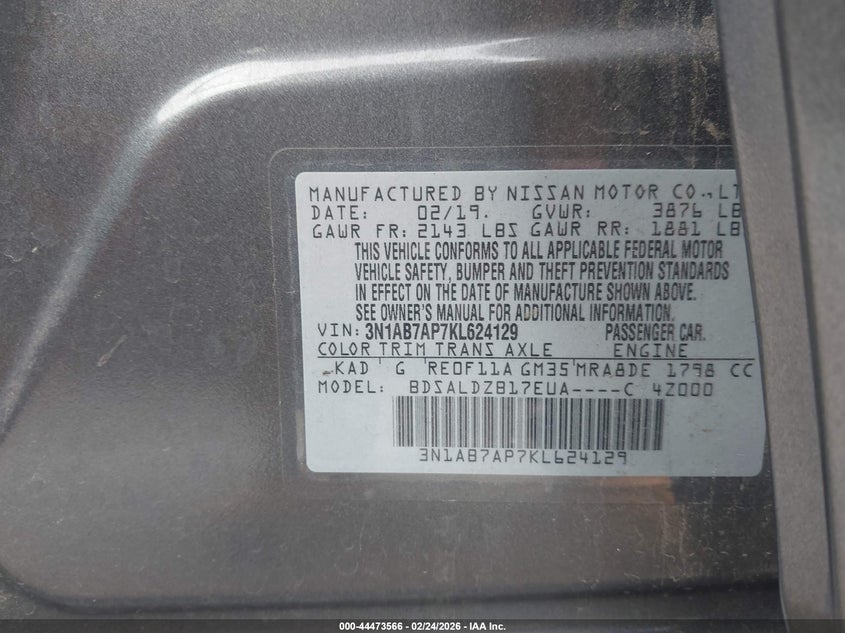 MANUFACTURED BY NISSAN MOTOR CO.,LT
DATE: 02/19. GVWR: 3876 LB
GAWR FR: 2143 LBS GAWR RR: 1881 LB
THIS VEHICLE CONFORMS TO ALL APPLICABLE FEDERAL MOTOR
VEHICLE SAFETY, BUMPER AND THEFT PREVENTION STANDARDS
IN EFFECT ON THE DATE OF MANUFACTURE SHOWN ABOVE.
SEE OWNER'S MANUAL FOR ADDITIONAL INFORMATION.
VIN: 3N1AB7AP7KL624129 PASSENGER CAR.
COLOR TRIM TRANS AXLE ENGINE
KAD G RE0F11A GM35 MRA8DE 1798 CC
MODEL: BDSALDZB17EUA----C 4Z000
3N1AB7AP7KL624129
000-44473566 - 02/24/2026 - IAA Inc.